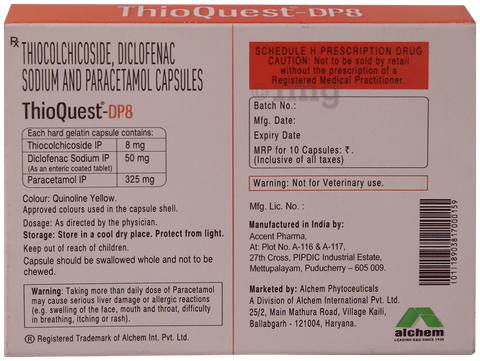 ThioQuest-DP8
Rx THIOCOLCHICOSIDE, DICLOFENAC
SODIUM AND PARACETAMOL CAPSULES
ThioQuest®-DP8
Each hard gelatin capsule contains:
Thiocolchicoside IP 8 mg
Diclofenac Sodium IP 50 mg
(As an enteric coated tablet)
Paracetamol IP 325 mg
Colour: Quinoline Yellow.
Approved colours used in the capsule shell.
Dosage: As directed by the physician.
Storage: Store in a cool dry place. Protect from light.
Keep out of reach of children.
Capsule should be swallowed whole and not to be
chewed.
Warning: Taking more than daily dose of Paracetamol
may cause serious liver damage or allergic reactions
(e.g. swelling of the face, mouth and throat, difficulty
in breathing, itching or rash).
® Registered Trademark of Alchem Int. Pvt. Ltd.
SCHEDULE H PRESCRIPTION DRUG
CAUTION: Not to be sold by retail
without the prescription of a
Registered Medical Practitioner.
1mg
Batch No.:
Mfg. Date:
Expiry Date
MRP for 10 Capsules: ₹.
(Inclusive of all taxes)
Warning: Not for Veterinary use.
Mfg. Lic. No. :
Manufactured in India by:
Accent Pharma,
At: Plot No. A-116 & A-117,
27th Cross, PIPDIC Industrial Estate,
Mettupalayam, Puducherry – 605 009.
Marketed by: Alchem Phytoceuticals
A Division of Alchem International Pvt. Ltd.
25/2, Main Mathura Road, Village Kaili,
Ballabgarh - 121004, Haryana.
(01)18903817000159
alchem
LEADING R&D SINCE 1936